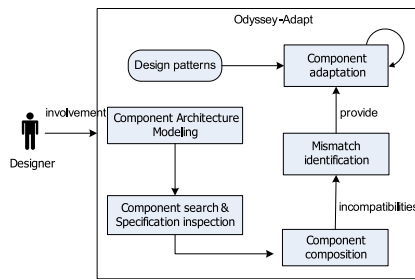 Odyssey-Adapt
Design patterns
Component
adaptation
involvement
Designer
Component Architecture
Modeling
provide
Mismatch
identification
Component search &
Specification inspection
incompatibilities
Component
composition